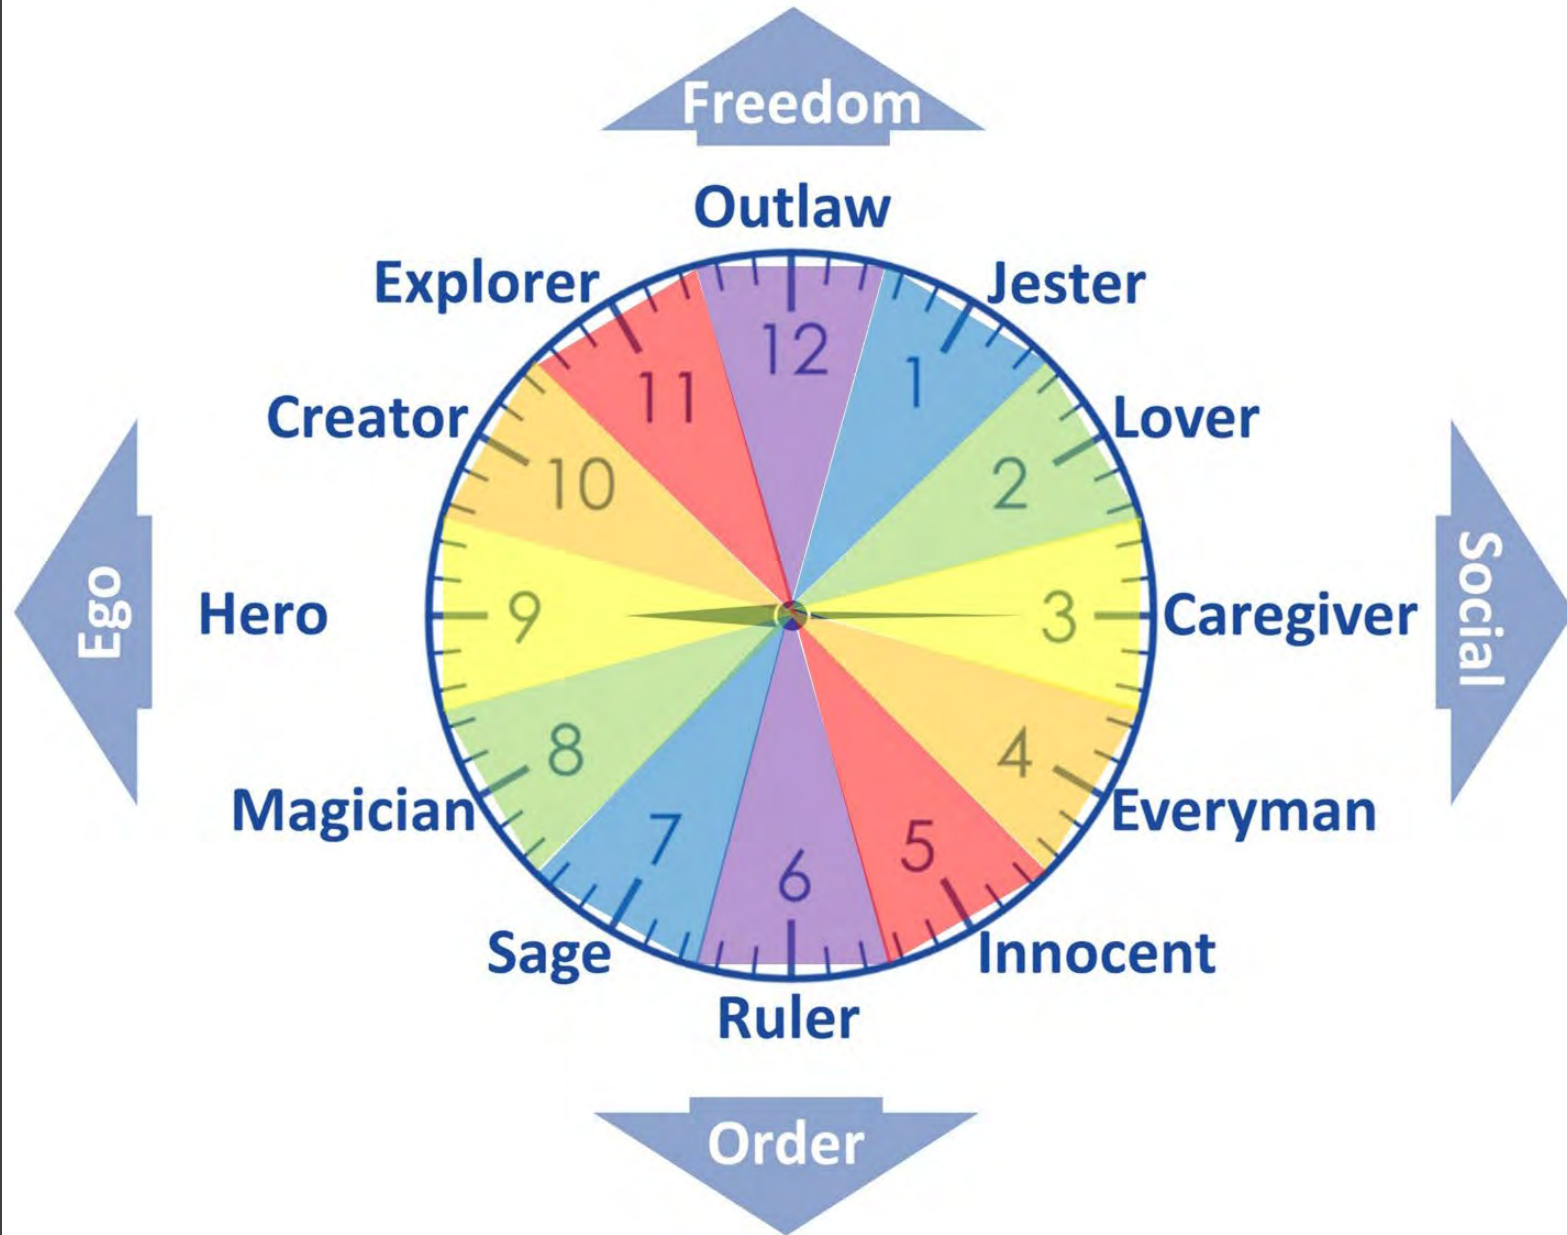 Freedom
Outlaw
Explorer
Jester
12
11
1
Creator
Lover
10
2
Ego
Hero
9
3
Caregiver
Social
8
4
Magician
Everyman
7
5
6
Sage
Innocent
Ruler
Order